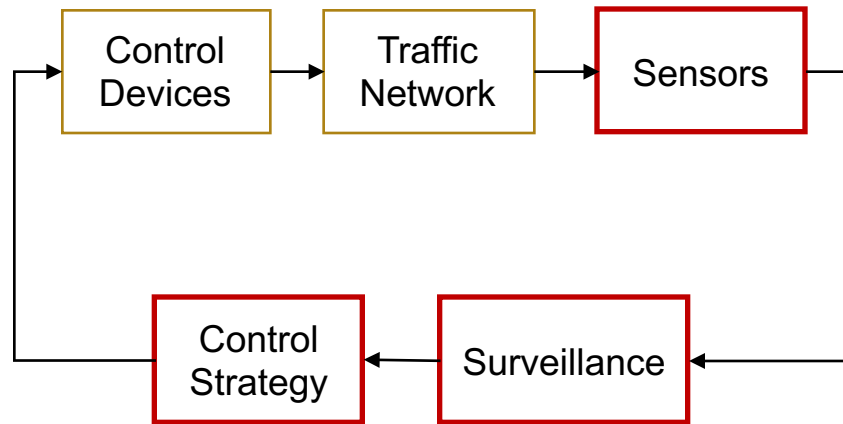 Control
Devices
Traffic
Network
Sensors
Control
Strategy
Surveillance